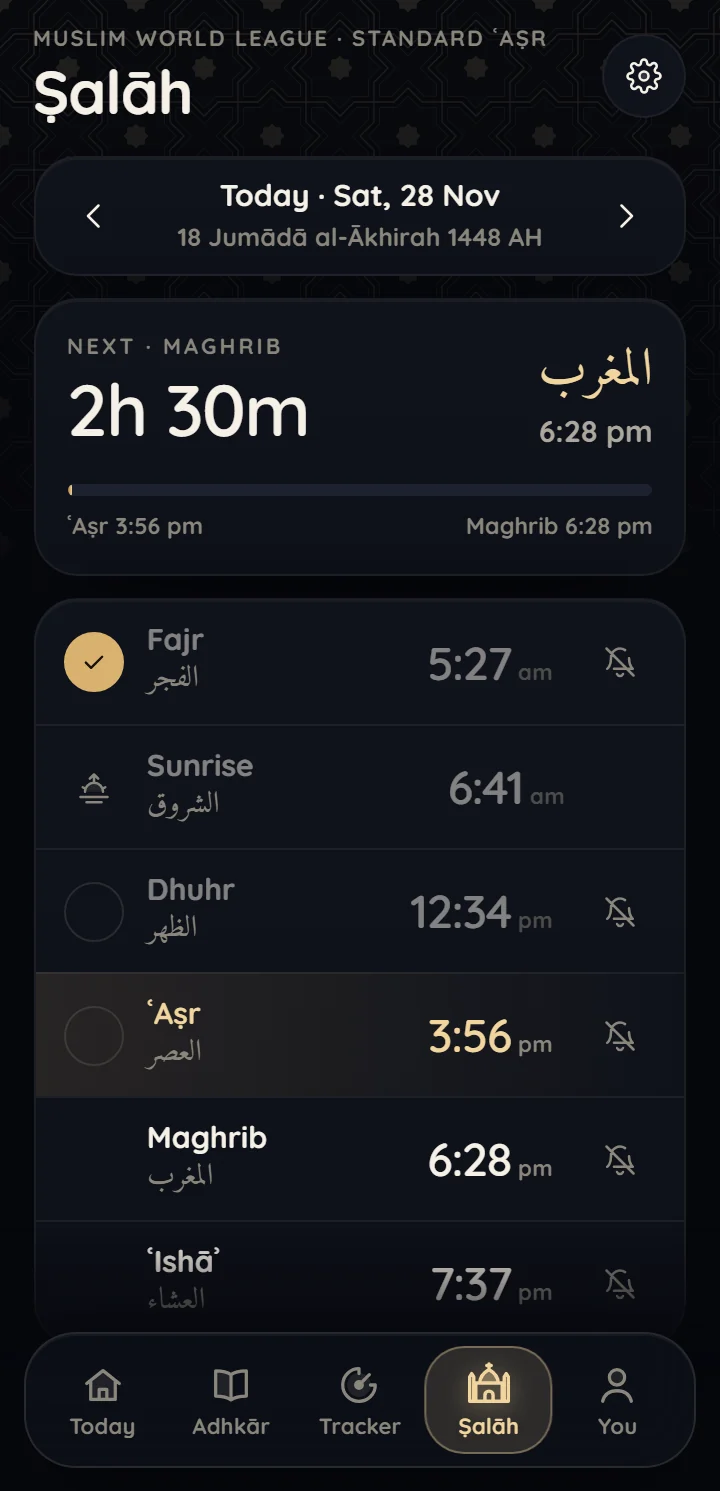 MUSLIM WORLD LEAGUE · STANDARD ʿAṢR
Ṣalāh
Today · Sat, 28 Nov
18 Jumādā al-Ākhirah 1448 AH
NEXT · MAGHRIB
المغرب
2h 30m
6:28 pm
ʿAṣr 3:56 pm
Maghrib 6:28 pm
Fajr
الفجر
5:27 am
Sunrise
الشروق
6:41 am
Dhuhr
الظهر
12:34 pm
ʿAṣr
العصر
3:56 pm
Maghrib
المغرب
6:28 pm
ʿIshāʾ
العشاء
7:37 pm
Today
Adhkār
Tracker
Ṣalāh
You